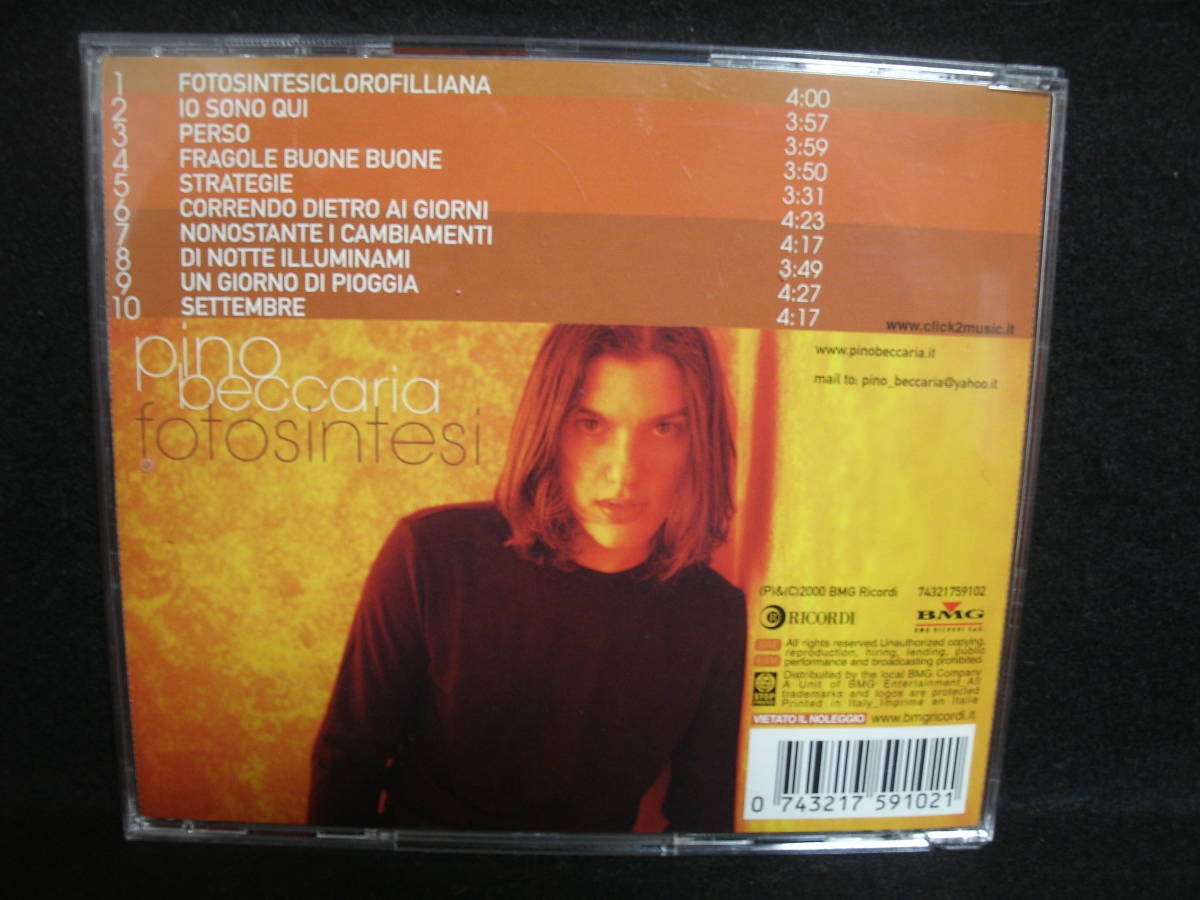 1 FOTOSINTESICLOROFILLIANA 4:00
2 IO SONO QUI 3:57
3 PERSO 3:59
4 FRAGOLE BUONE BUONE 3:50
5 STRATEGIE 3:31
6 CORRENDO DIETRO AI GIORNI 4:23
7 NONOSTANTE I CAMBIAMENTI 4:17
8 DI NOTTE ILLUMINAMI 3:49
9 UN GIORNO DI PIOGGIA 4:27
10 SETTEMBRE 4:17
www.click2music.it
www.pinobeccaria.it
mail to: pino_beccaria@yahoo.it
pino
beccaria
fotosintesi
(P)&(C)2000 BMG Ricordi 74321759102
RICORDI
BMG
BMG RICORDI S.p.A.
All rights reserved.Unauthorized copying,
reproduction, hiring, lending, public
performance and broadcasting prohibited.
Distribuited by the local BMG Company
A Unit of BMG Entertainment_All
trademarks and logos are protected
Printed in Italy_Imprimé en Italie
VIETATO IL NOLEGGIO www.bmgricordi.it
0 743217 591021